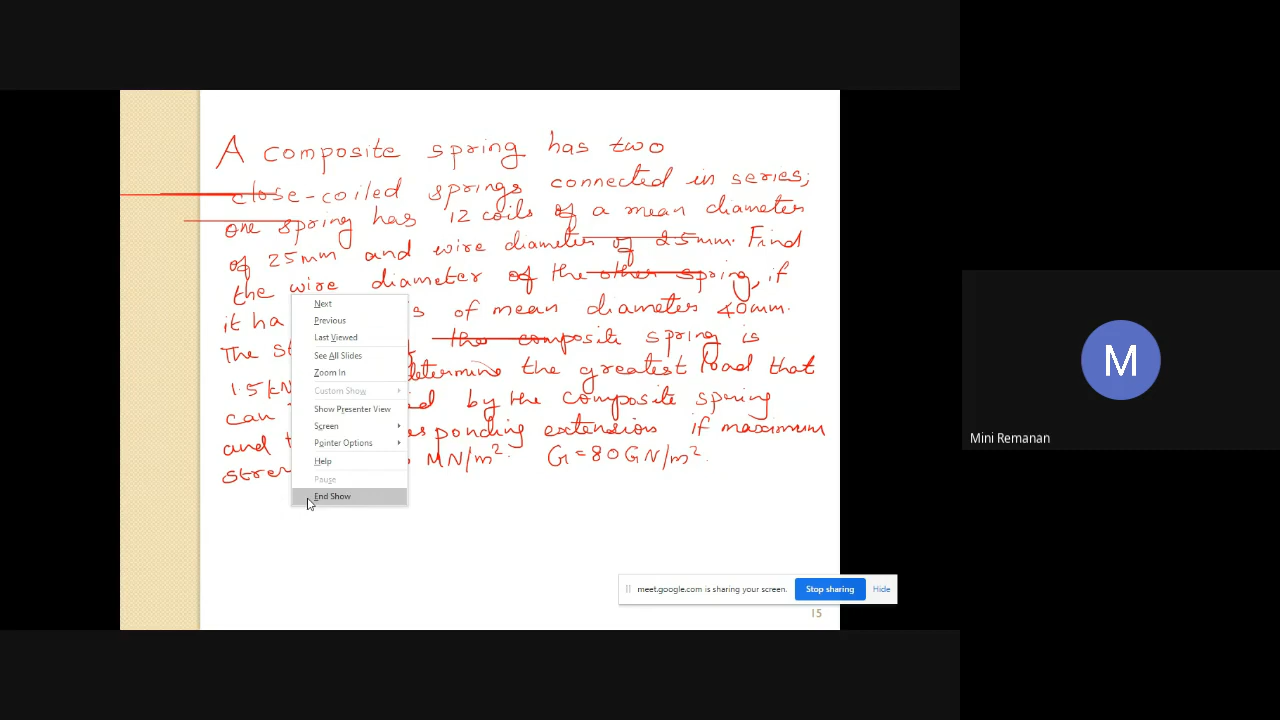 A composite spring has two
close-coiled springs connected in series;
one spring has 12 coils of a mean diameter
of 25mm and wire diameter of 2.5mm. Find
the wire diameter of the other spring, if
it ha s of mean diameter 40mm.
The st the composite spring is
1.5 kN determine the greatest load that
can d by the composite spring
and t sponding extension if maximum
stre MN/m². G=80GN/m².
Next
Previous
Last Viewed
See All Slides
Zoom In
Custom Show
Show Presenter View
Screen
Pointer Options
Help
Pause
End Show
meet.google.com is sharing your screen.
Stop sharing
Hide
15
M
Mini Remanan